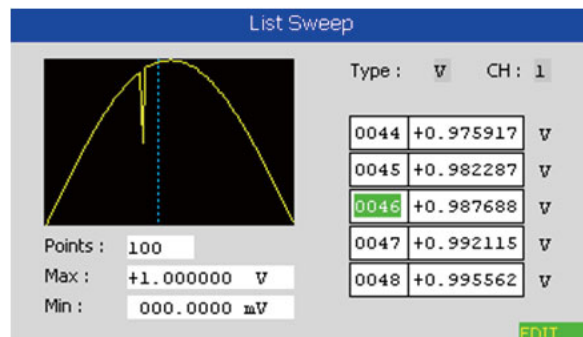 List Sweep
Type : V CH : 1
0044 +0.975917 V
0045 +0.982287 V
0046 +0.987688 V
0047 +0.992115 V
0048 +0.995562 V
Points : 100
Max : +1.000000 V
Min : 000.0000 mV
EDIT